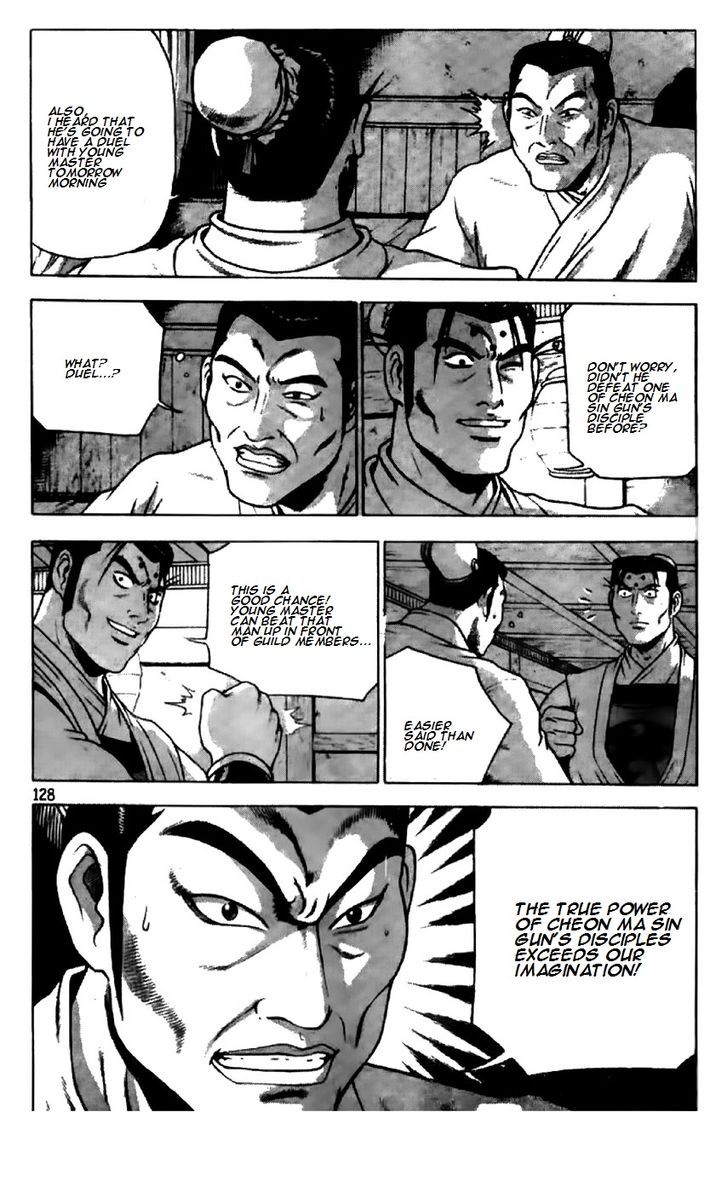 ALSO,
I HEARD THAT
HE'S GOING TO
HAVE A DUEL
WITH YOUNG
MASTER
TOMORROW
MORNING
WHAT?
DUEL...?
DON'T WORRY,
DIDN'T HE
DEFEAT ONE
OF CHEON MA
SIN GUN'S
DISCIPLE
BEFORE?
THIS IS A
GOOD CHANCE!
YOUNG MASTER
CAN BEAT THAT
MAN UP IN FRONT
OF GUILD MEMBERS...
EASIER
SAID THAN
DONE!
128
THE TRUE POWER
OF CHEON MA SIN
GUN'S DISCIPLES
EXCEEDS OUR
IMAGINATION!